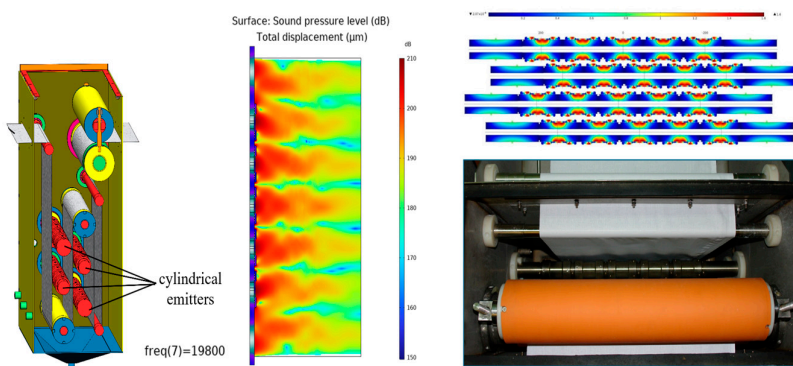 Surface: Sound pressure level (dB)
Total displacement (μm)
dB
210
200
190
180
170
160
150
cylindrical
emitters
freq(7)=19800